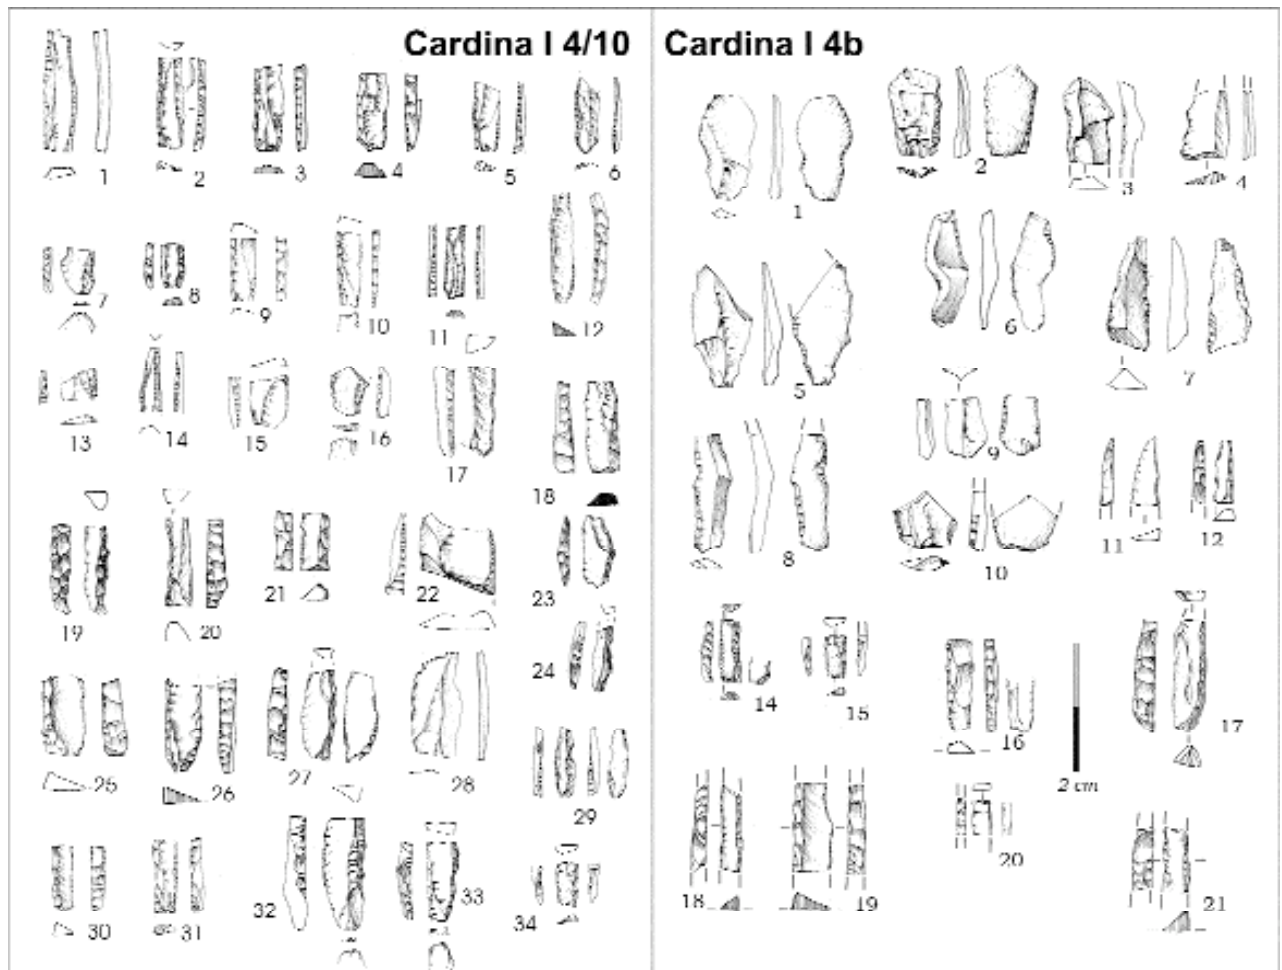 Cardina I 4/10
1 2 3 4 5 6
7 8 9 10 11 12
13 14 15 16 17
18
19 20 21 22 23
24
25 26 27 28
29
30 31 32 33 34
Cardina I 4b
1 2 3 4
5 6 7
8 9 10 11 12
14 15 16 17
2 cm
18 19 20 21